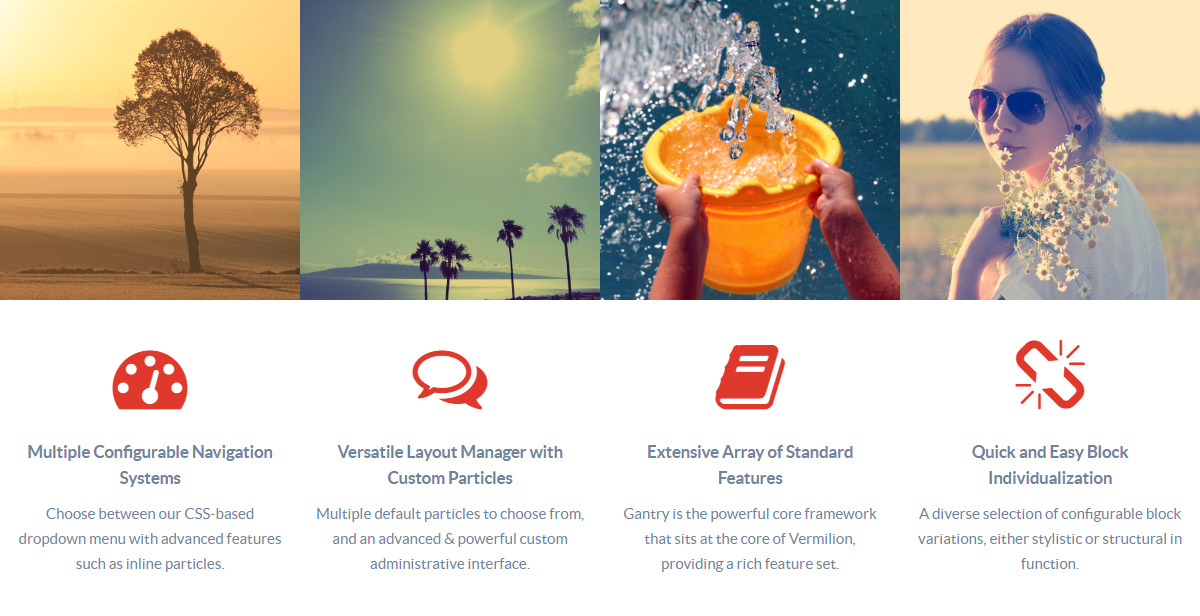 Multiple Configurable Navigation
Systems
Choose between our CSS-based
dropdown menu with advanced features
such as inline particles.
Versatile Layout Manager with
Custom Particles
Multiple default particles to choose from,
and an advanced & powerful custom
administrative interface.
Extensive Array of Standard
Features
Gantry is the powerful core framework
that sits at the core of Vermilion,
providing a rich feature set.
Quick and Easy Block
Individualization
A diverse selection of configurable block
variations, either stylistic or structural in
function.